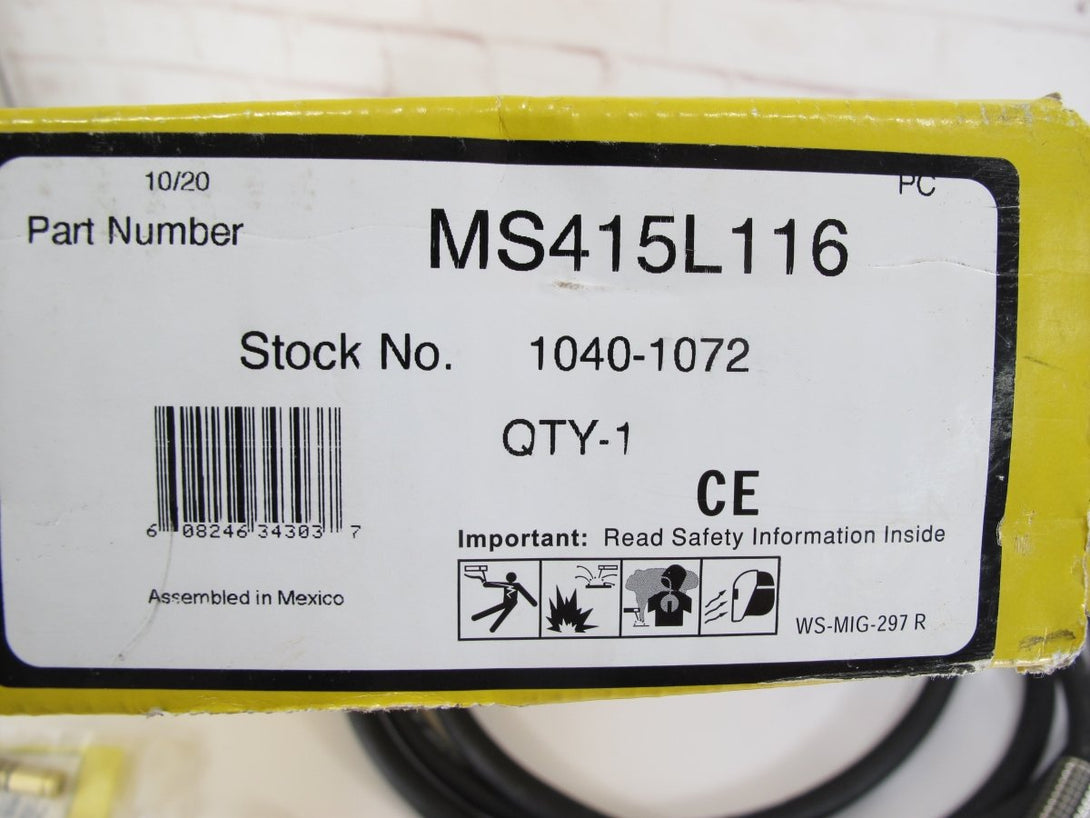 10/20
PC
Part Number MS415L116
Stock No. 1040-1072
QTY-1
CE
6 08246 34303 7
Important: Read Safety Information Inside
Assembled in Mexico
WS-MIG-297 R